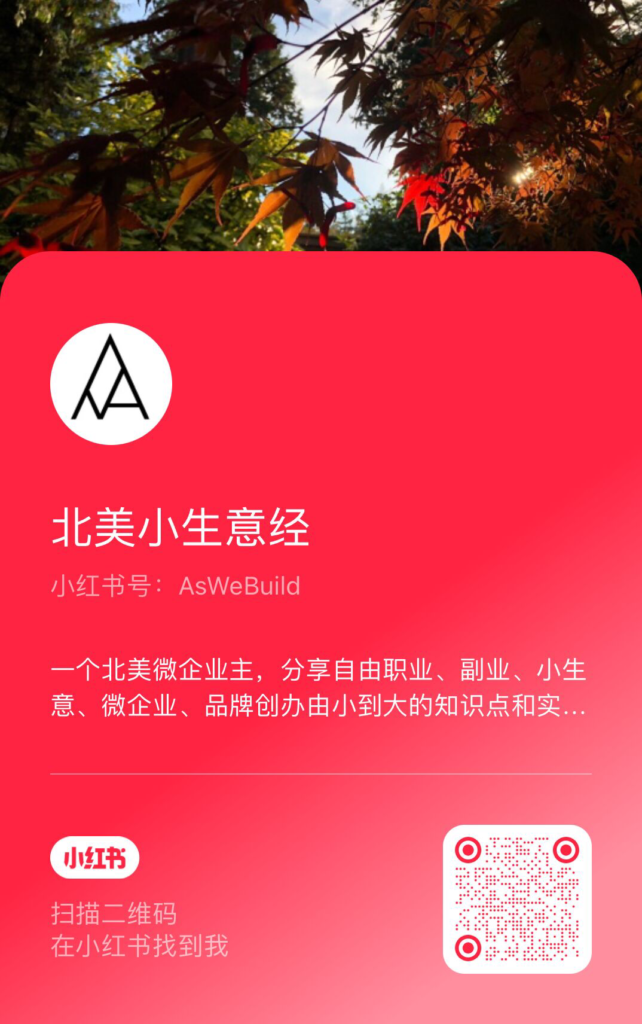 北美小生意经
小红书号：AsWeBuild
一个北美微企业主，分享自由职业、副业、小生
意、微企业、品牌创办由小到大的知识点和实...
小红书
扫描二维码
在小红书找到我